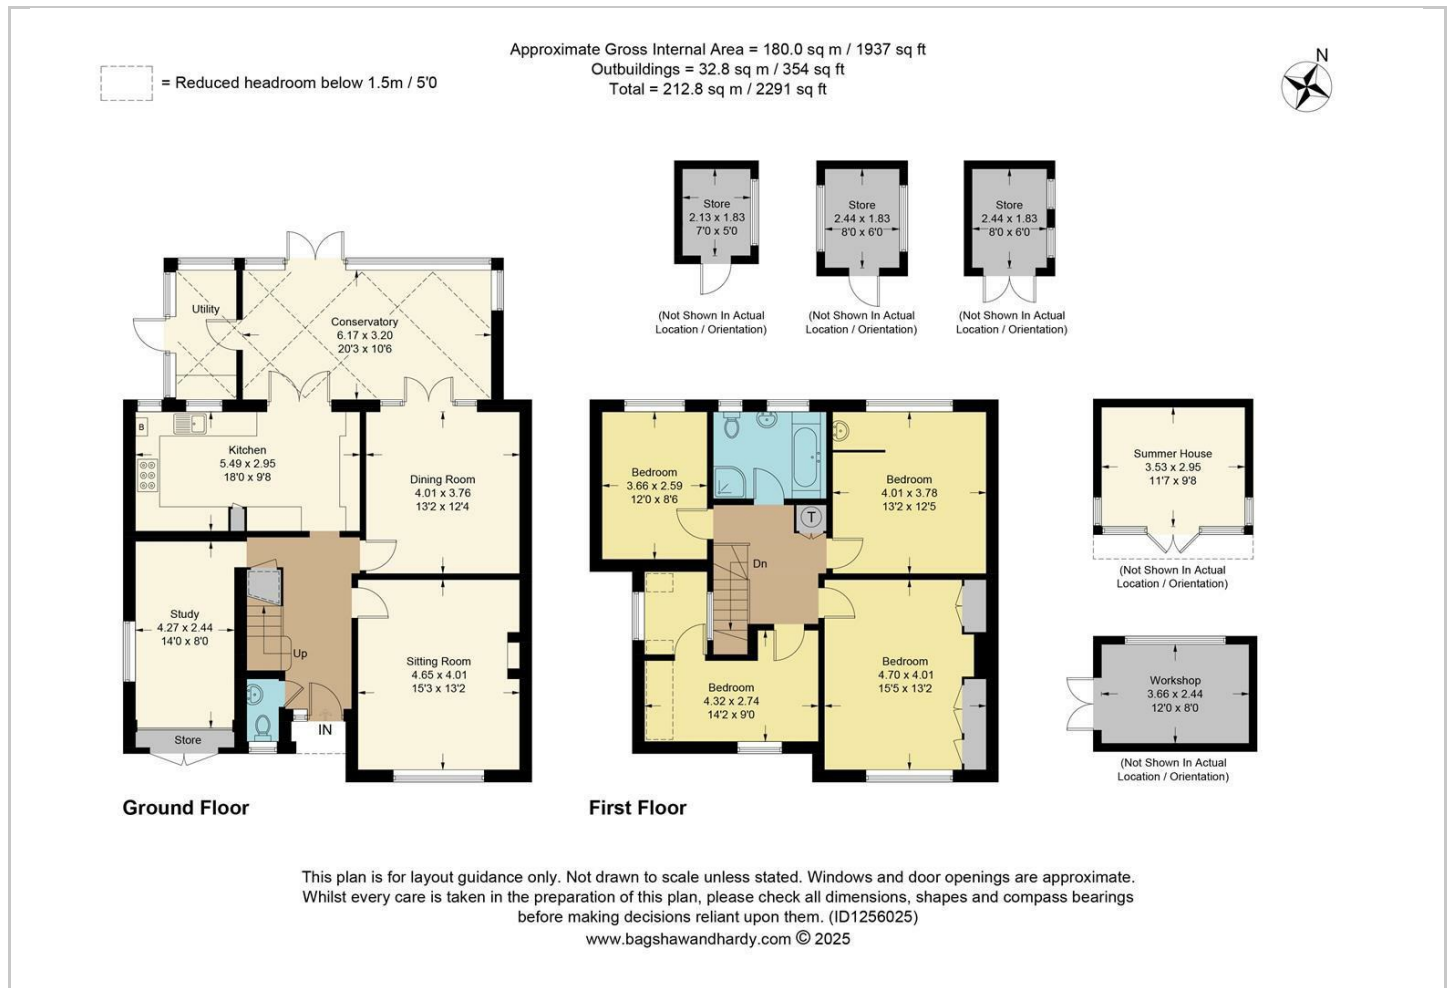 Approximate Gross Internal Area = 180.0 sq m / 1937 sq ft
Outbuildings = 32.8 sq m / 354 sq ft
Total = 212.8 sq m / 2291 sq ft
= Reduced headroom below 1.5m / 5'0
N
Store
2.13 x 1.83
7'0 x 5'0
(Not Shown In Actual
Location / Orientation)
Store
2.44 x 1.83
8'0 x 6'0
(Not Shown In Actual
Location / Orientation)
Store
2.44 x 1.83
8'0 x 6'0
(Not Shown In Actual
Location / Orientation)
Utility
Conservatory
6.17 x 3.20
20'3 x 10'6
B
Kitchen
5.49 x 2.95
18'0 x 9'8
Dining Room
4.01 x 3.76
13'2 x 12'4
Study
4.27 x 2.44
14'0 x 8'0
Up
Sitting Room
4.65 x 4.01
15'3 x 13'2
Store
IN
Ground Floor
Bedroom
3.66 x 2.59
12'0 x 8'6
Bedroom
4.01 x 3.78
13'2 x 12'5
T
Dn
Bedroom
4.32 x 2.74
14'2 x 9'0
Bedroom
4.70 x 4.01
15'5 x 13'2
First Floor
Summer House
3.53 x 2.95
11'7 x 9'8
(Not Shown In Actual
Location / Orientation)
Workshop
3.66 x 2.44
12'0 x 8'0
(Not Shown In Actual
Location / Orientation)
This plan is for layout guidance only. Not drawn to scale unless stated. Windows and door openings are approximate.
Whilst every care is taken in the preparation of this plan, please check all dimensions, shapes and compass bearings
before making decisions reliant upon them. (ID1256025)
www.bagshawandhardy.com © 2025